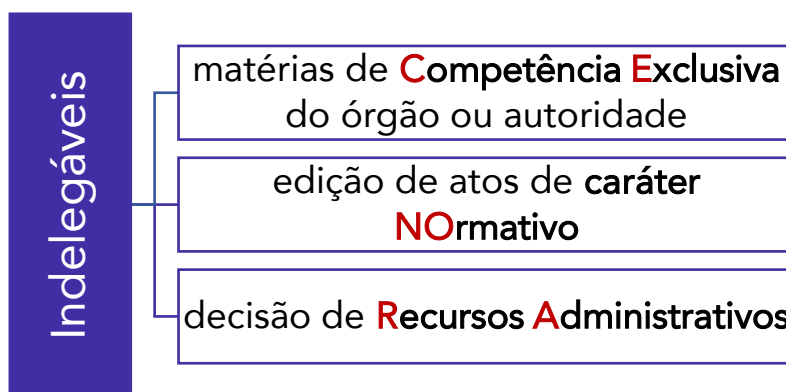 Indelegáveis
matérias de Competência Exclusiva
do órgão ou autoridade
edição de atos de caráter
NOrmativo
decisão de Recursos Administrativos